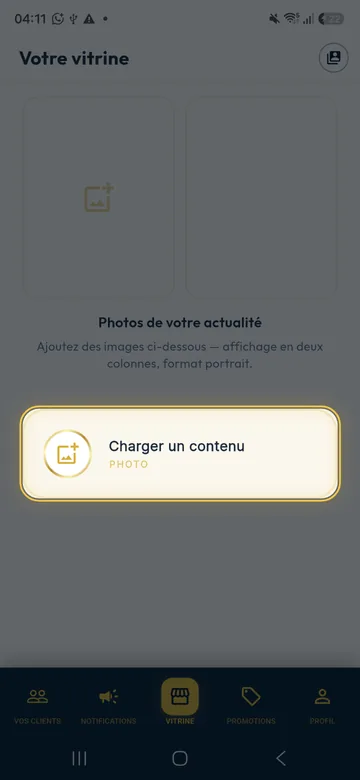 04:11
22
Votre vitrine
Photos de votre actualité
Ajoutez des images ci-dessous — affichage en deux
colonnes, format portrait.
Charger un contenu
PHOTO
VOS CLIENTS
NOTIFICATIONS
VITRINE
PROMOTIONS
PROFIL